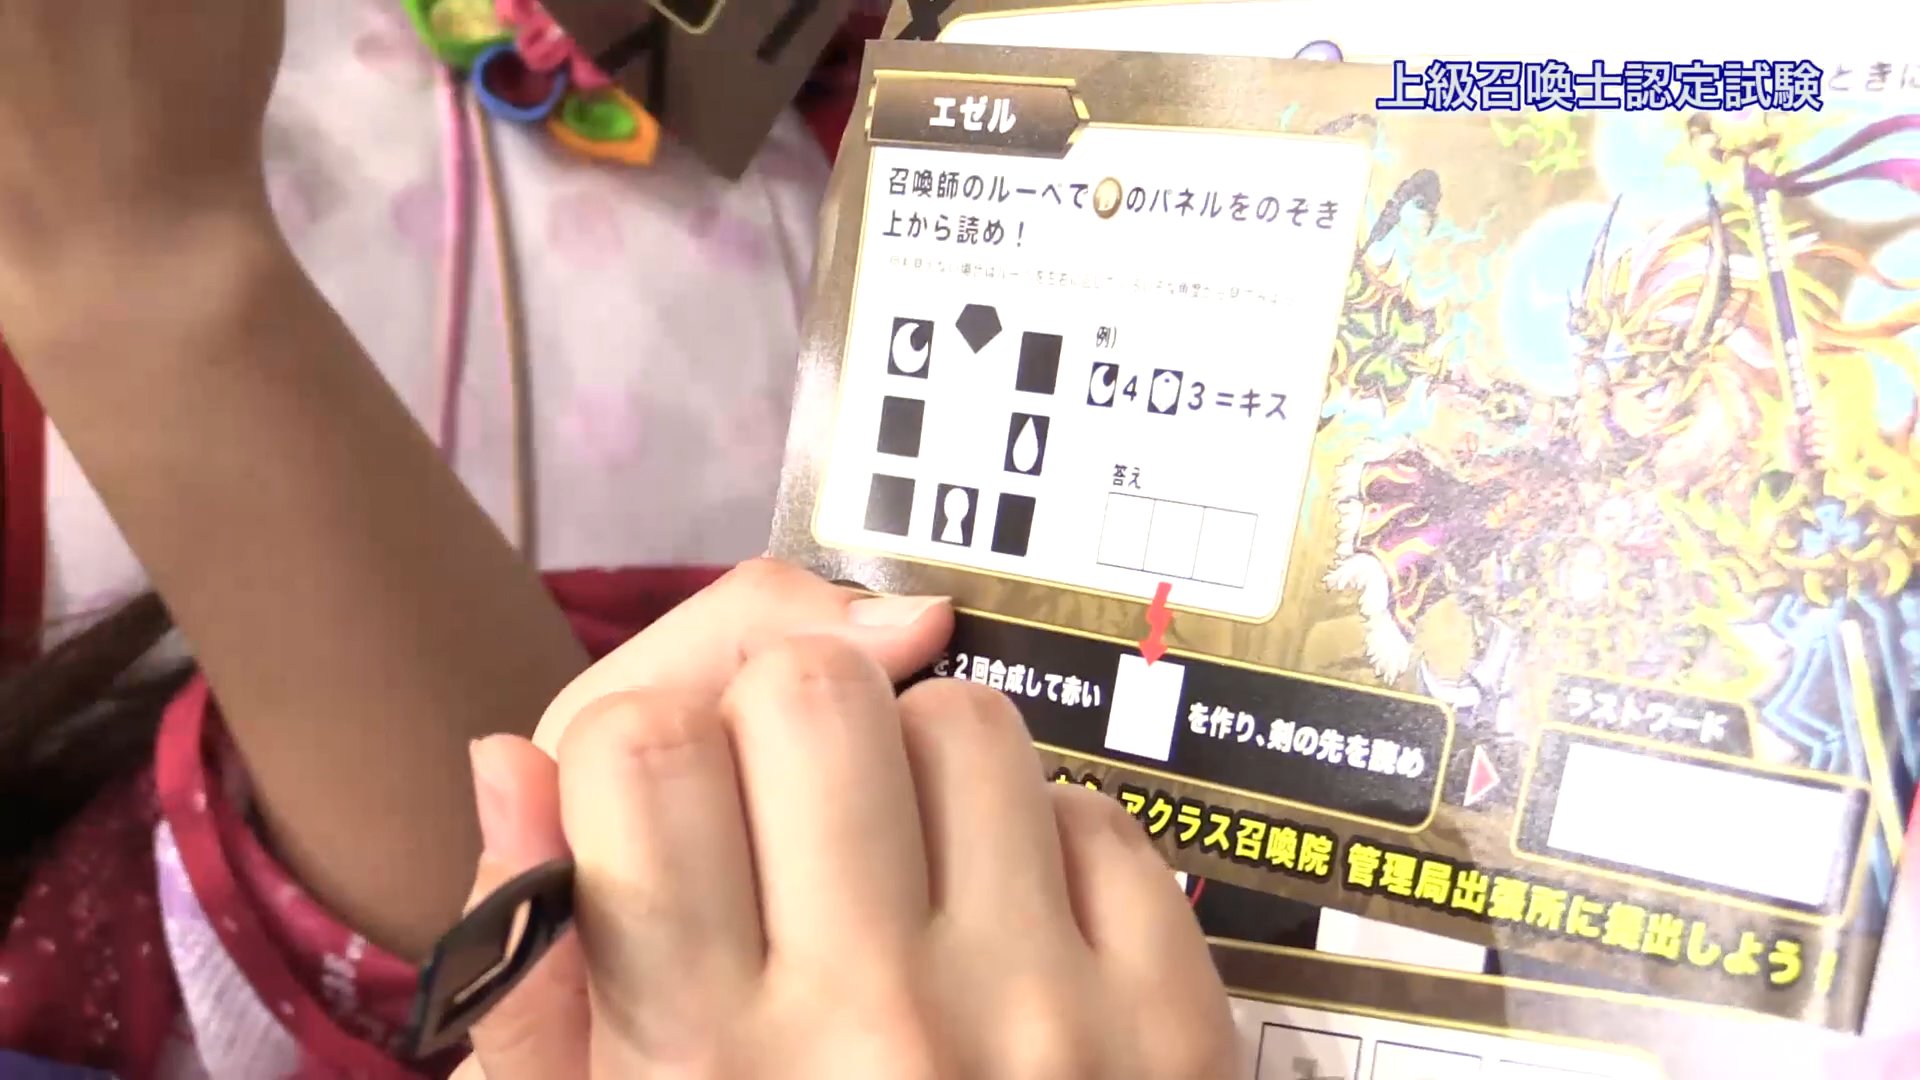 上級召喚士認定試験
ときに
エゼル
召喚師のルーペでのパネルをのぞき
上から読め！
例）
4 3＝キス
答え
を2回合成して赤い
を作り、剣の先を読め
ラストワード
アクラス召喚院 管理局出張所に提出しよう！